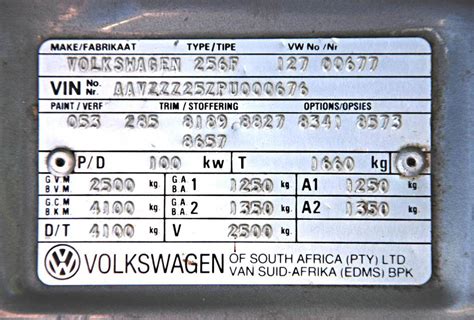 MAKE/FABRIKAAT TYPE/TIPE VW No/Nr
VOLKSWAGEN 256F 127 00677
VIN No. Nr. AAVZZZ25ZPU000676
PAINT/VERF TRIM/STOFFERING OPTIONS/OPSIES
053 285 8189 8827 8341 8573
8657
P/D 100 kw T 1660 kg
GVM BVM 2500 kg GA BA 1 1250 kg A1 1250 kg
GCM BKM 4100 kg GA BA 2 1350 kg A2 1350 kg
D/T 4100 kg V 2500 kg
VOLKSWAGEN OF SOUTH AFRICA (PTY) LTD
VAN SUID-AFRIKA (EDMS) BPK